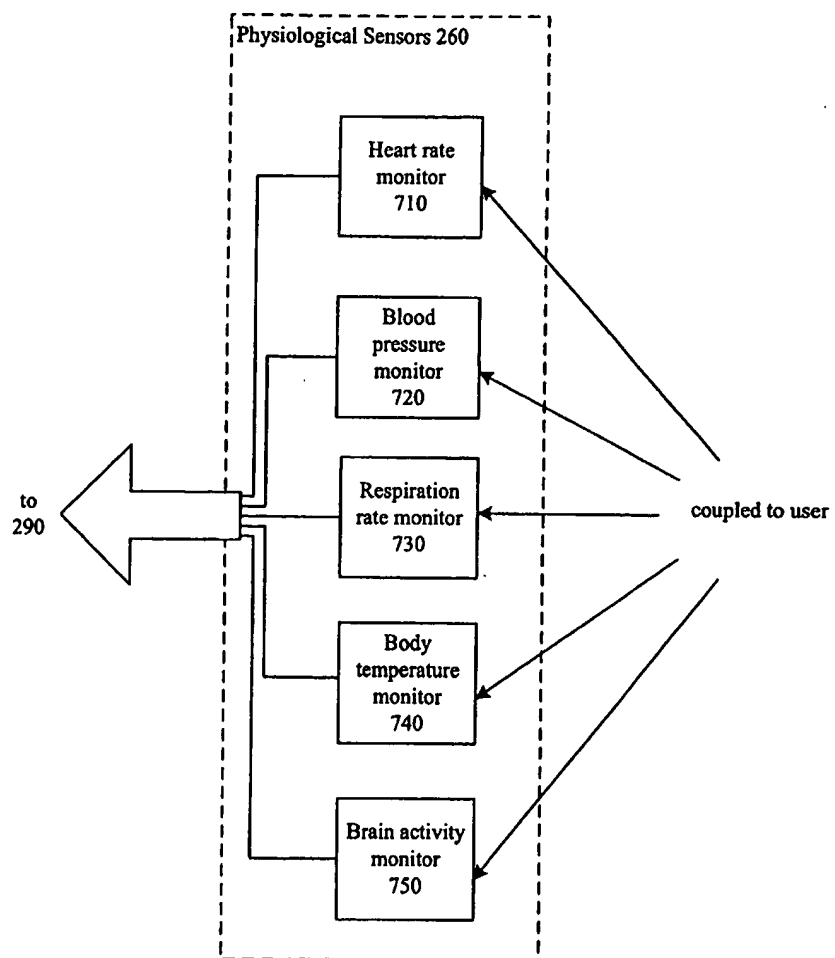 Physiological Sensors 260
Heart rate
monitor
710
Blood
pressure
monitor
720
Respiration
rate monitor
730
Body
temperature
monitor
740
Brain activity
monitor
750
to
290
coupled to user